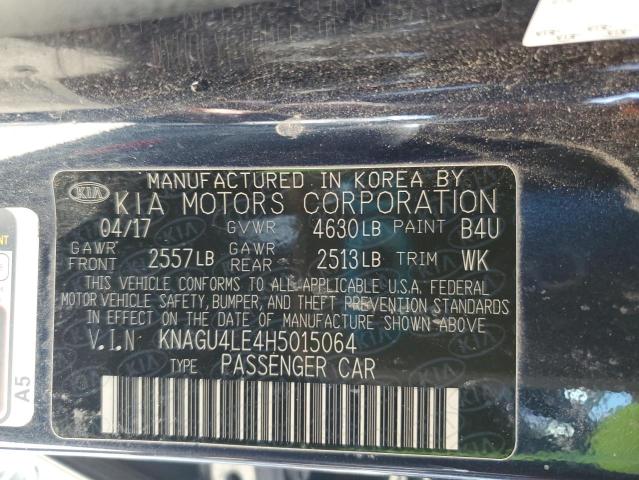 MANUFACTURED IN KOREA BY
KIA KIA MOTORS CORPORATION
04/17 GVWR 4630LB PAINT B4U
GAWR FRONT 2557LB GAWR REAR 2513LB TRIM WK
THIS VEHICLE CONFORMS TO ALL APPLICABLE U.S.A. FEDERAL
MOTOR VEHICLE SAFETY, BUMPER, AND THEFT PREVENTION STANDARDS
IN EFFECT ON THE DATE OF MANUFACTURE SHOWN ABOVE
V.I.N KNAGU4LE4H5015064
TYPE PASSENGER CAR
A5